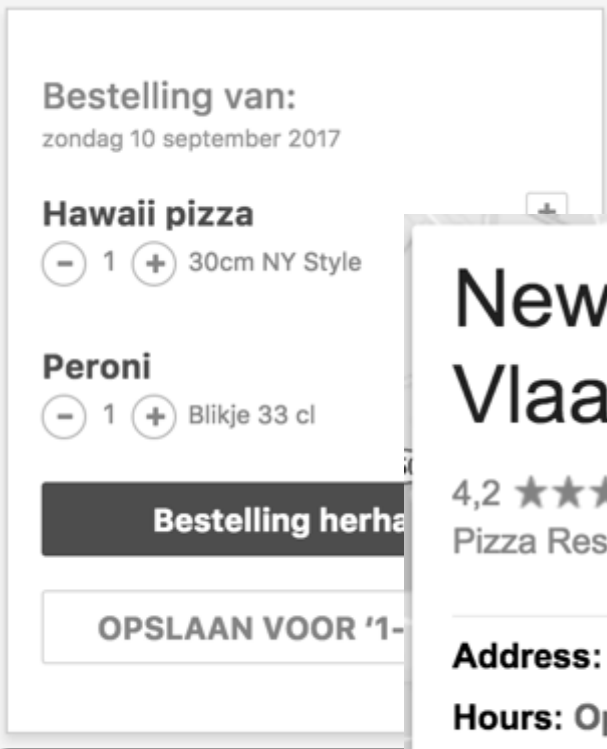 Bestelling van:
zondag 10 september 2017
Hawaii pizza
1 30cm NY Style
Peroni
1 Blikje 33 cl
Bestelling herha
OPSLAAN VOOR '1-
New
Vlaa
4,2 ★★★
Pizza Res
Address:
Hours: Op